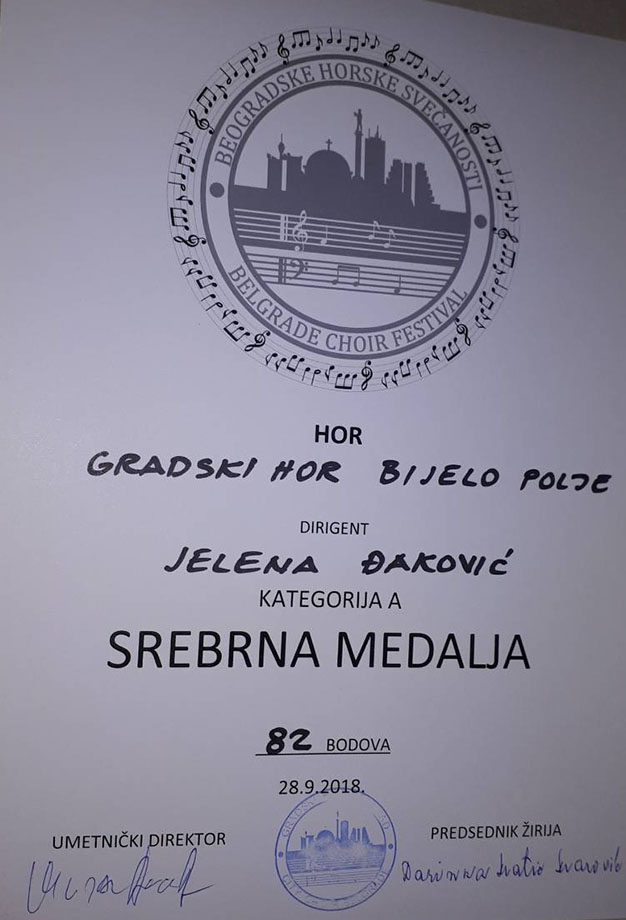 BEOGRADSKE HORSKE SVEČANOSTI
BELGRADE CHOIR FESTIVAL
HOR
GRADSKI HOR BIJELO POLJE
DIRIGENT
JELENA ĐAKOVIĆ
KATEGORIJA A
SREBRNA MEDALJA
82 BODOVA
28.9.2018.
UMETNIČKI DIREKTOR
PREDSEDNIK ŽIRIJA